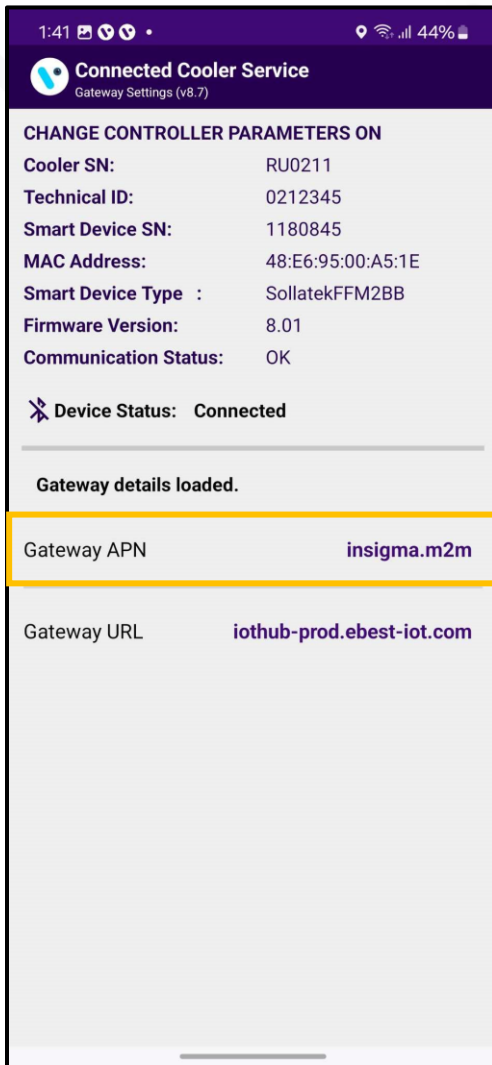 1:41 44%
Connected Cooler Service
Gateway Settings (v8.7)
CHANGE CONTROLLER PARAMETERS ON
Cooler SN: RU0211
Technical ID: 0212345
Smart Device SN: 1180845
MAC Address: 48:E6:95:00:A5:1E
Smart Device Type : SollatekFFM2BB
Firmware Version: 8.01
Communication Status: OK
Device Status: Connected
Gateway details loaded.
Gateway APN insigma.m2m
Gateway URL iothub-prod.ebest-iot.com